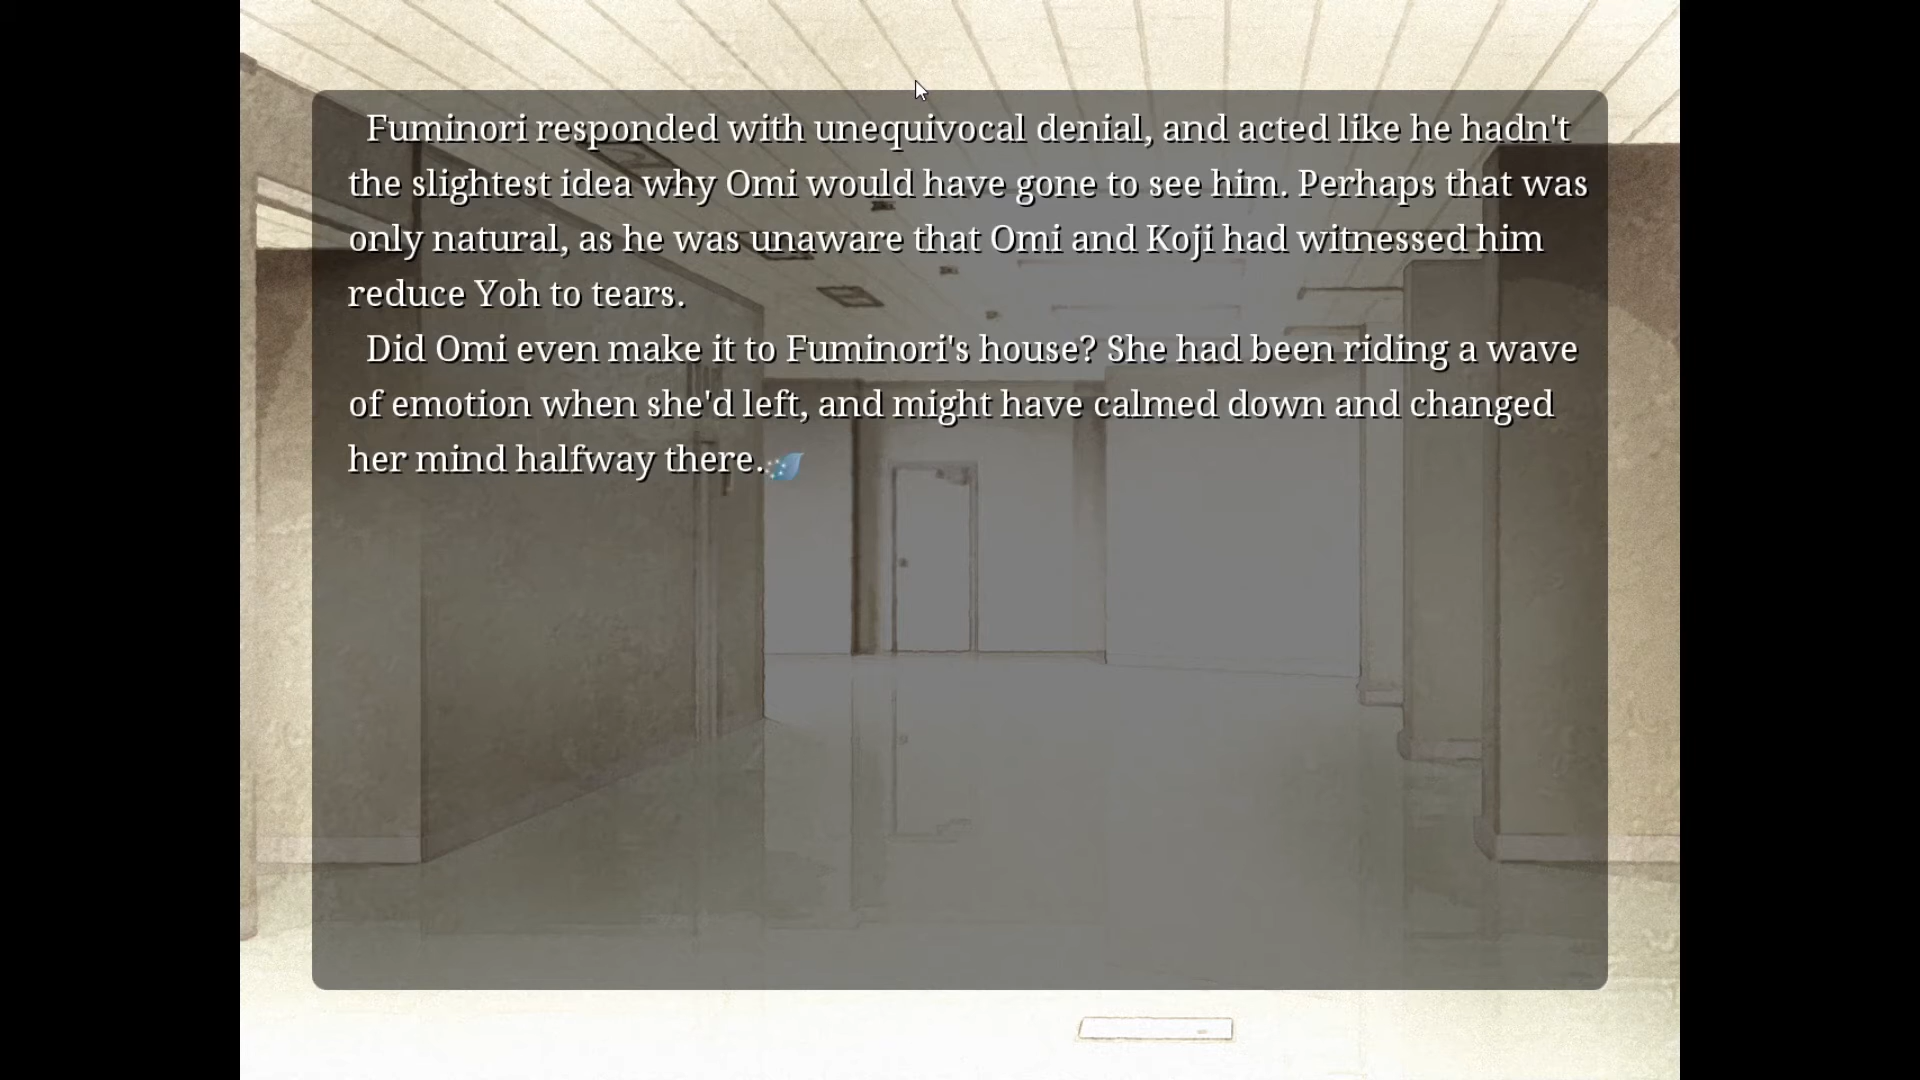 Fuminori responded with unequivocal denial, and acted like he hadn't
the slightest idea why Omi would have gone to see him. Perhaps that was
only natural, as he was unaware that Omi and Koji had witnessed him
reduce Yoh to tears.
Did Omi even make it to Fuminori's house? She had been riding a wave
of emotion when she'd left, and might have calmed down and changed
her mind halfway there.